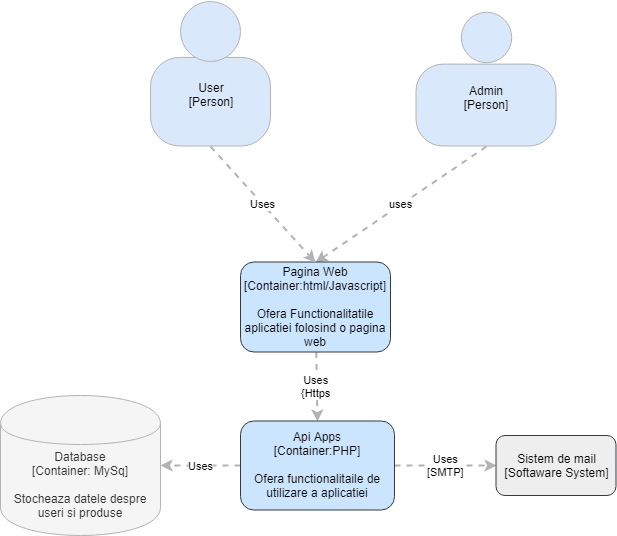 User
[Person]
Admin
[Person]
Uses
uses
Pagina Web
[Container:html/Javascript]
Ofera Functionalitatile
aplicatiei folosind o pagina
web
Uses
{Https
Api Apps
[Container:PHP]
Ofera functionalitaile de
utilizare a aplicatiei
Database
[Container: MySq]
Stocheaza datele despre
useri si produse
Uses
Uses
[SMTP]
Sistem de mail
[Softaware System]